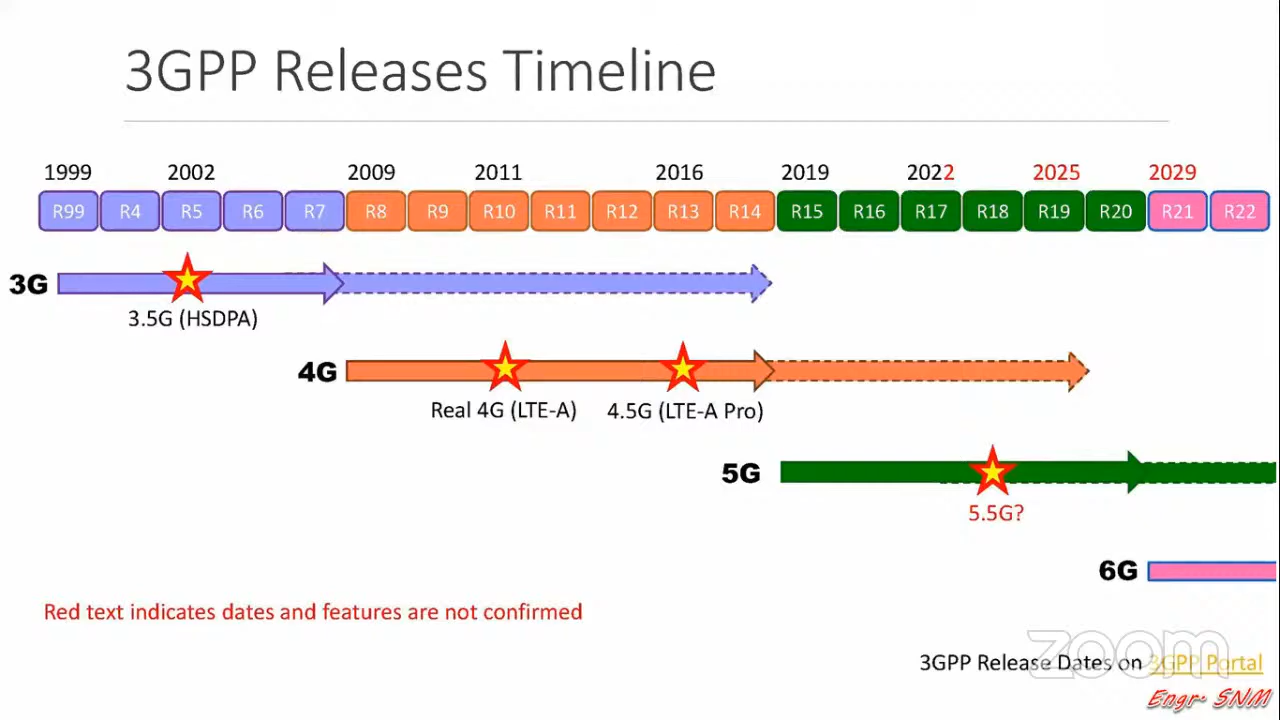 3GPP Releases Timeline
1999 2002 2009 2011 2016 2019 2022 2025 2029
R99 R4 R5 R6 R7 R8 R9 R10 R11 R12 R13 R14 R15 R16 R17 R18 R19 R20 R21 R22
3G
3.5G (HSDPA)
4G
Real 4G (LTE-A) 4.5G (LTE-A Pro)
5G
5.5G?
6G
Red text indicates dates and features are not confirmed
zoom
3GPP Release Dates on 3GPP Portal
Engr. SNM